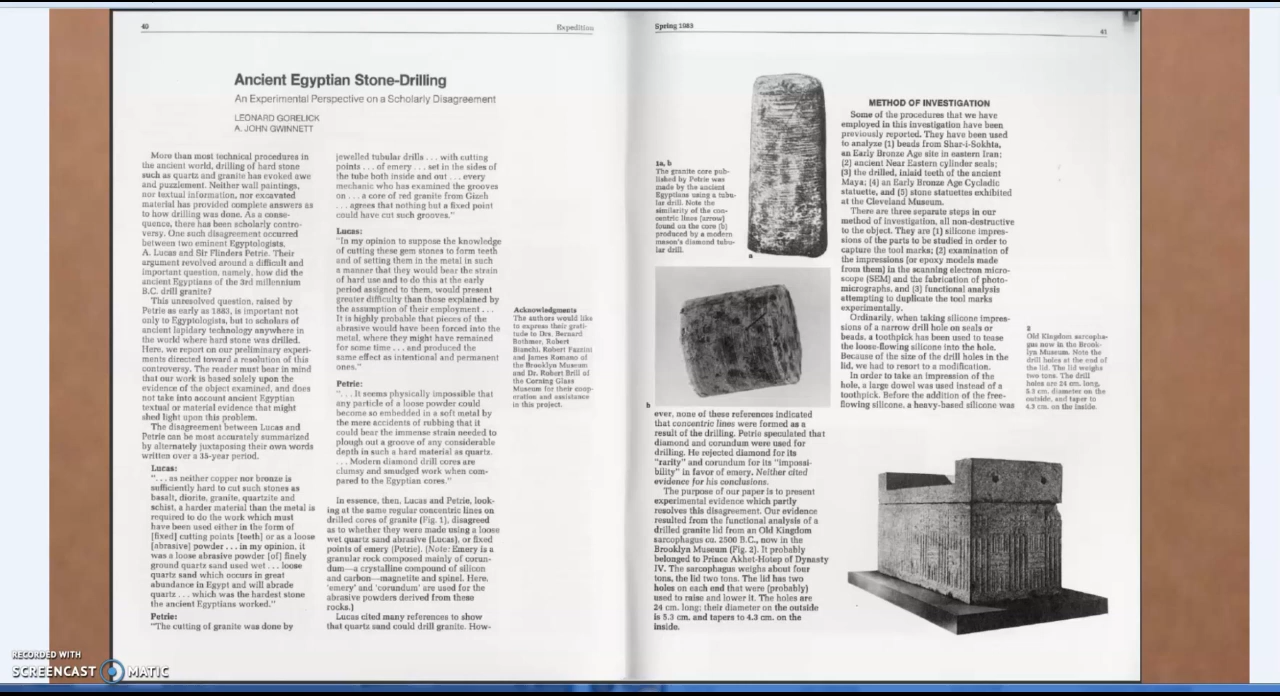 40
Expedition
Ancient Egyptian Stone-Drilling
An Experimental Perspective on a Scholarly Disagreement
LEONARD GORELICK
A. JOHN GWINNETT
More than most technical procedures in
the ancient world, drilling of hard stone
such as quartz and granite has evoked awe
and puzzlement. Neither wall paintings,
nor textual information, nor excavated
material has provided complete answers as
to how drilling was done. As a conse-
quence, there has been scholarly contro-
versy. One such disagreement occurred
between two eminent Egyptologists,
A. Lucas and Sir Flinders Petrie. Their
argument revolved around a difficult and
important question, namely, how did the
ancient Egyptians of the 3rd millennium
B.C. drill granite?
This unresolved question, raised by
Petrie as early as 1883, is important not
only to Egyptologists, but to scholars of
ancient lapidary technology anywhere in
the world where hard stone was drilled.
Here, we report on our preliminary experi-
ments directed toward a resolution of this
controversy. The reader must bear in mind
that our work is based solely upon the
evidence of the object examined, and does
not take into account ancient Egyptian
textual or material evidence that might
shed light upon this problem.
The disagreement between Lucas and
Petrie can be most accurately summarized
by alternately juxtaposing their own words
written over a 35-year period.
Lucas:
". . . as neither copper nor bronze is
sufficiently hard to cut such stones as
basalt, diorite, granite, quartzite and
schist, a harder material than the metal is
required to do the work which must
have been used either in the form of
[fixed] cutting points [teeth] or as a loose
[abrasive] powder . . . in my opinion, it
was a loose abrasive powder [of] finely
ground quartz sand used wet . . . loose
quartz sand which occurs in great
abundance in Egypt and will abrade
quartz . . . which was the hardest stone
the ancient Egyptians worked."
Petrie:
"The cutting of granite was done by
jewelled tubular drills . . . with cutting
points . . . of emery . . . set in the sides of
the tube both inside and out . . . every
mechanic who has examined the grooves
on . . . a core of red granite from Gizeh
. . . agrees that nothing but a fixed point
could have cut such grooves."
Lucas:
"In my opinion to suppose the knowledge
of cutting these gem stones to form teeth
and of setting them in the metal in such
a manner that they would bear the strain
of hard use and to do this at the early
period assigned to them, would present
greater difficulty than those explained by
the assumption of their employment . . .
It is highly probable that pieces of the
abrasive would have been forced into the
metal, where they might have remained
for some time . . . and produced the
same effect as intentional and permanent
ones."
Petrie:
". . . It seems physically impossible that
any particle of a loose powder could
become so embedded in a soft metal by
the mere accidents of rubbing that it
could bear the immense strain needed to
plough out a groove of any considerable
depth in such a hard material as quartz.
. . . Modern diamond drill cores are
clumsy and smudged work when com-
pared to the Egyptian cores."
In essence, then, Lucas and Petrie, look-
ing at the same regular concentric lines on
drilled cores of granite (Fig. 1), disagreed
as to whether they were made using a loose
wet quartz sand abrasive (Lucas), or fixed
points of emery (Petrie). (Note: Emery is a
granular rock composed mainly of corun-
dum—a crystalline compound of silicon
and carbon—magnetite and spinel. Here,
'emery' and 'corundum' are used for the
abrasive powders derived from these
rocks.)
Lucas cited many references to show
that quartz sand could drill granite. How-
Acknowledgments
The authors would like
to express their grati-
tude to Drs. Bernard
Bothmer, Robert
Bianchi, Robert Fazzini
and James Romano of
the Brooklyn Museum
and Dr. Robert Brill of
the Corning Glass
Museum for their coop-
eration and assistance
in this project.
Spring 1983
41
1a, b
The granite core pub-
lished by Petrie was
made by the ancient
Egyptians using a tubu-
lar drill. Note the
similarity of the con-
centric lines (arrow)
found on the core (b)
produced by a modern
mason's diamond tubu-
lar drill.
a
b
ever, none of these references indicated
that concentric lines were formed as a
result of the drilling. Petrie speculated that
diamond and corundum were used for
drilling. He rejected diamond for its
"rarity" and corundum for its "impossi-
bility" in favor of emery. Neither cited
evidence for his conclusions.
The purpose of our paper is to present
experimental evidence which partly
resolves this disagreement. Our evidence
resulted from the functional analysis of a
drilled granite lid from an Old Kingdom
sarcophagus ca. 2500 B.C., now in the
Brooklyn Museum (Fig. 2). It probably
belonged to Prince Akhet-Hotep of Dynasty
IV. The sarcophagus weighs about four
tons, the lid two tons. The lid has two
holes on each end that were (probably)
used to raise and lower it. The holes are
24 cm. long; their diameter on the outside
is 5.3 cm. and tapers to 4.3 cm. on the
inside.
METHOD OF INVESTIGATION
Some of the procedures that we have
employed in this investigation have been
previously reported. They have been used
to analyze (1) beads from Shar-i-Sokhta,
an Early Bronze Age site in eastern Iran;
(2) ancient Near Eastern cylinder seals;
(3) the drilled, inlaid teeth of the ancient
Maya; (4) an Early Bronze Age Cycladic
statuette, and (5) stone statuettes exhibited
at the Cleveland Museum.
There are three separate steps in our
method of investigation, all non-destructive
to the object. They are (1) silicone impres-
sions of the parts to be studied in order to
capture the tool marks; (2) examination of
the impressions (or epoxy models made
from them) in the scanning electron micro-
scope (SEM) and the fabrication of photo-
micrographs, and (3) functional analysis
attempting to duplicate the tool marks
experimentally.
Ordinarily, when taking silicone impres-
sions of a narrow drill hole on seals or
beads, a toothpick has been used to tease
the loose-flowing silicone into the hole.
Because of the size of the drill holes in the
lid, we had to resort to a modification.
In order to take an impression of the
hole, a large dowel was used instead of a
toothpick. Before the addition of the free-
flowing silicone, a heavy-based silicone was
2
Old Kingdom sarcopha-
gus now in the Brook-
lyn Museum. Note the
drill holes at the end of
the lid. The lid weighs
two tons. The drill
holes are 24 cm. long,
5.3 cm. diameter on the
outside, and taper to
4.3 cm. on the inside.
RECORDED WITH
SCREENCAST MATIC